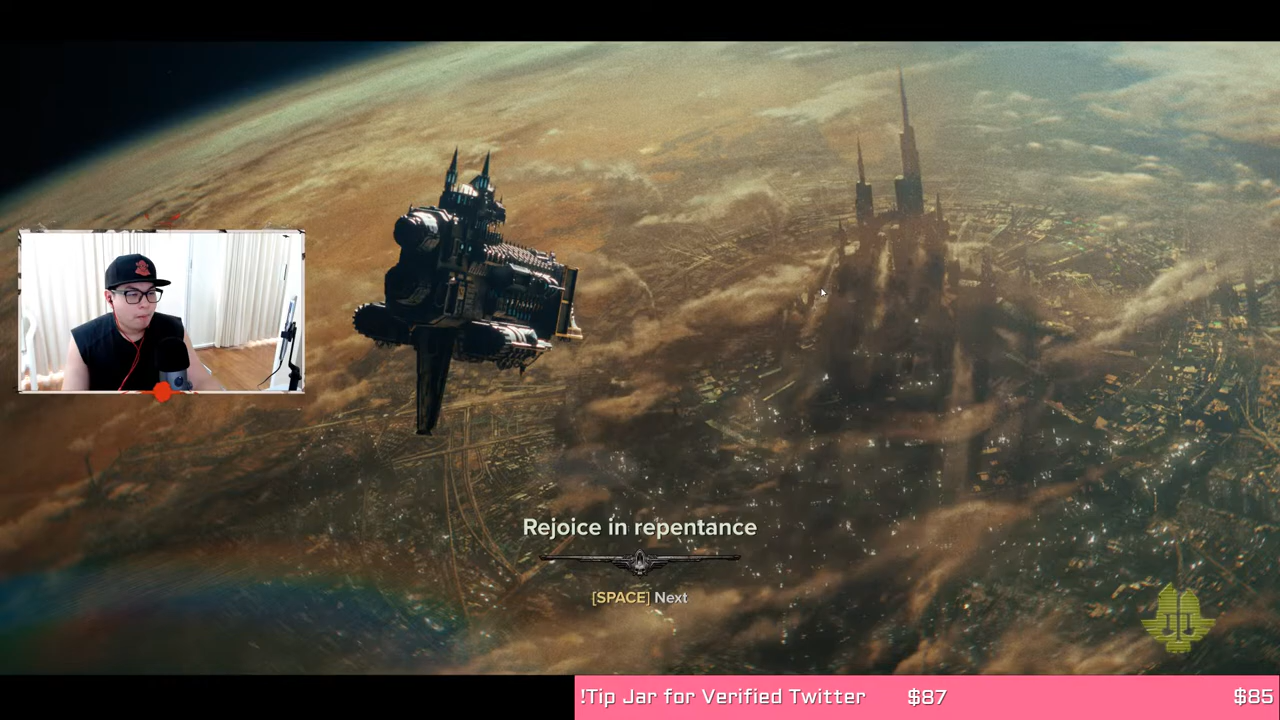 Rejoice in repentance
[SPACE] Next
!Tip Jar for Verified Twitter $87 $85